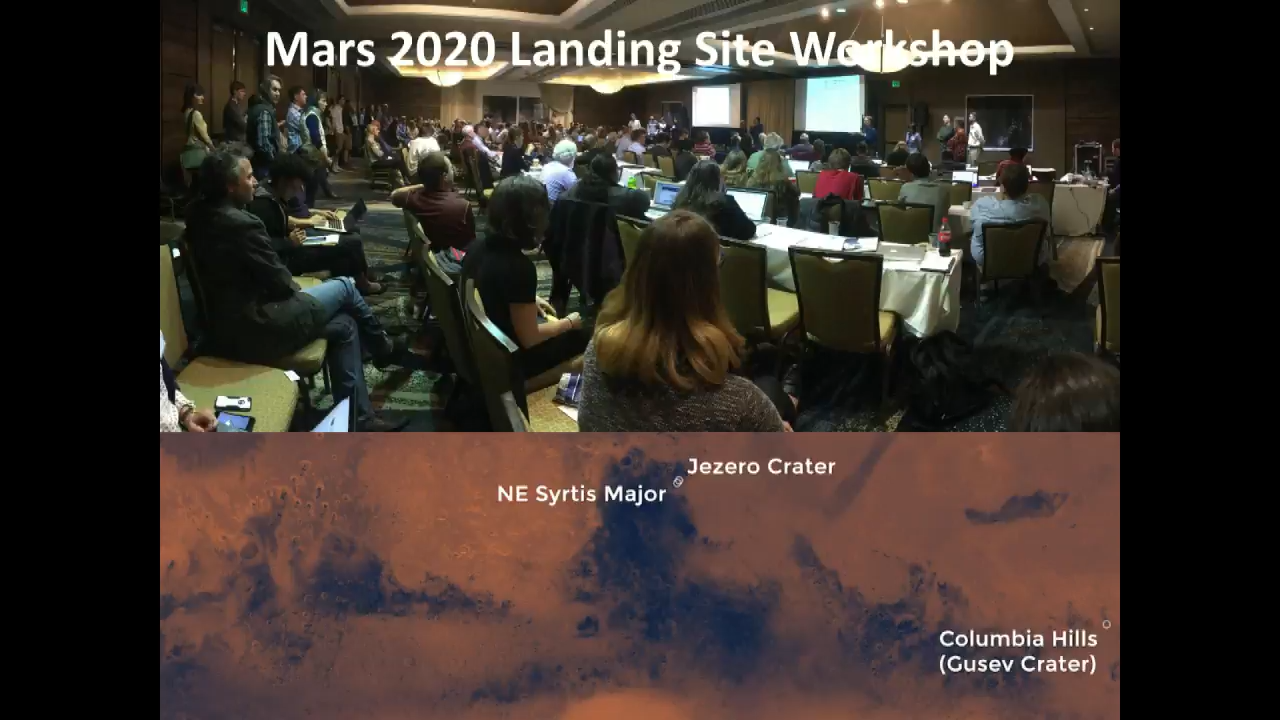 Mars 2020 Landing Site Workshop
Jezero Crater
NE Syrtis Major
Columbia Hills
(Gusev Crater)